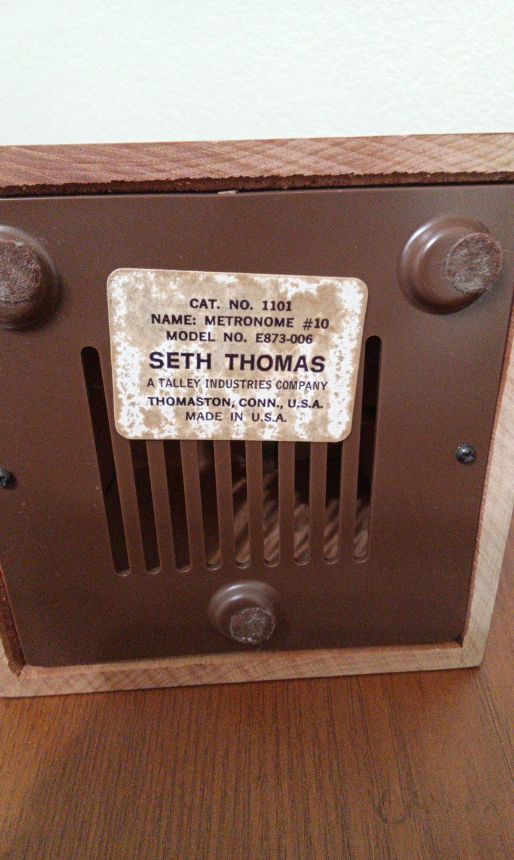 CAT. NO. 1101
NAME: METRONOME #10
MODEL NO. E873-006
SETH THOMAS
A TALLEY INDUSTRIES COMPANY
THOMASTON, CONN., U.S.A.
MADE IN U.S.A.